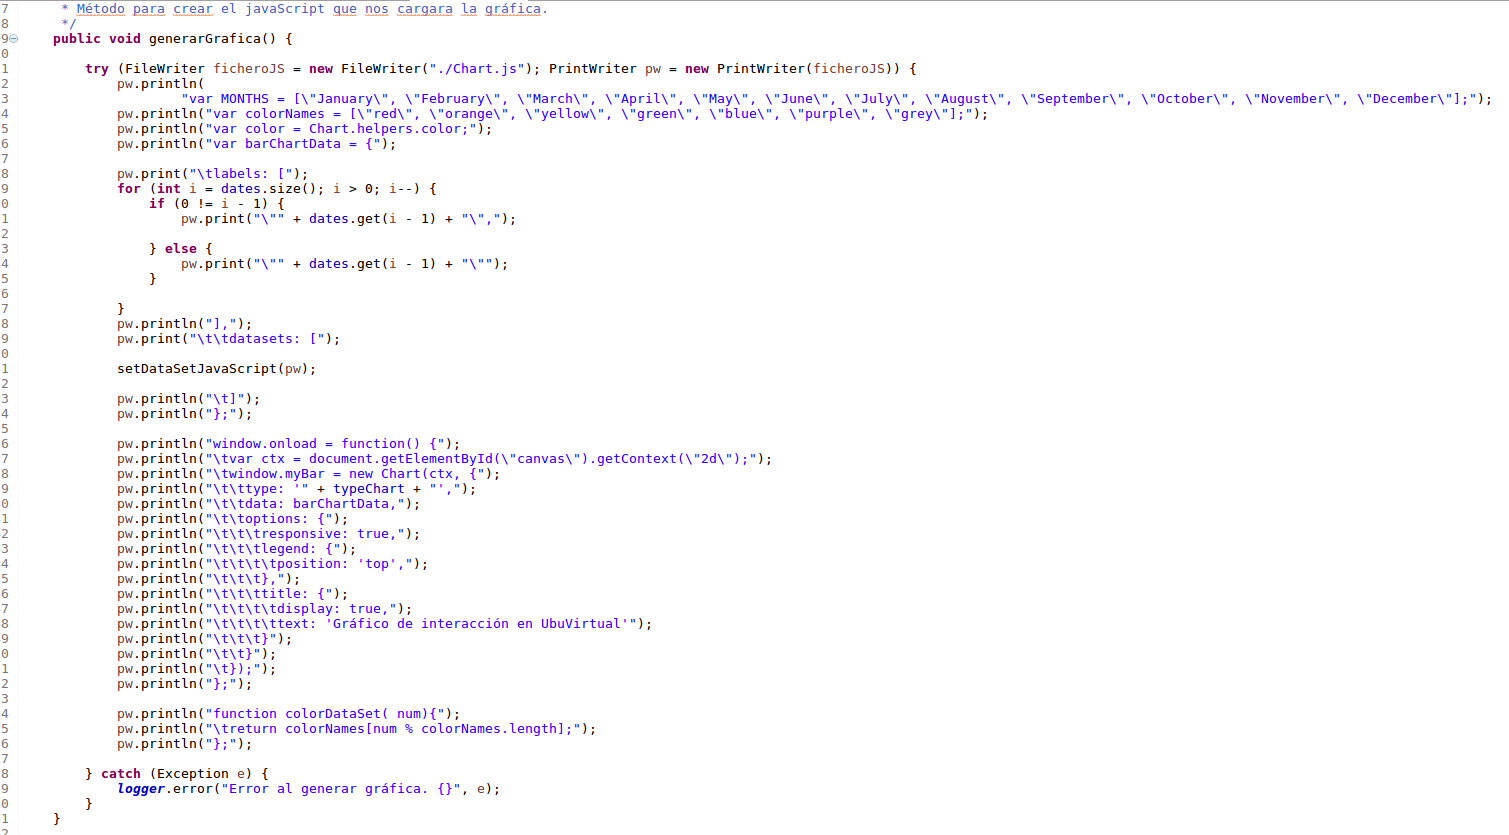 7 * Método para crear el javaScript que nos cargara la gráfica.
8 */
9 public void generarGrafica() {
0
1 try (FileWriter ficheroJS = new FileWriter("./Chart.js"); PrintWriter pw = new PrintWriter(ficheroJS)) {
2 pw.println(
3 "var MONTHS = [\"January\", \"February\", \"March\", \"April\", \"May\", \"June\", \"July\", \"August\", \"September\", \"October\", \"November\", \"December\"];");
4 pw.println("var colorNames = [\"red\", \"orange\", \"yellow\", \"green\", \"blue\", \"purple\", \"grey\"];");
5 pw.println("var color = Chart.helpers.color;");
6 pw.println("var barChartData = {");
7
8 pw.print("\tlabels: [");
9 for (int i = dates.size(); i > 0; i--) {
0 if (0 != i - 1) {
1 pw.print("\"" + dates.get(i - 1) + "\",");
2
3 } else {
4 pw.print("\"" + dates.get(i - 1) + "\"");
5 }
6
7 }
8 pw.println("],");
9 pw.print("\t\tdatasets: [");
0
1 setDataSetJavaScript(pw);
2
3 pw.println("\t]");
4 pw.println("};");
5
6 pw.println("window.onload = function() {");
7 pw.println("\tvar ctx = document.getElementById(\"canvas\").getContext(\"2d\");");
8 pw.println("\twindow.myBar = new Chart(ctx, {");
9 pw.println("\t\ttype: '" + typeChart + "',");
0 pw.println("\t\tdata: barChartData,");
1 pw.println("\t\toptions: {");
2 pw.println("\t\t\tresponsive: true,");
3 pw.println("\t\t\tlegend: {");
4 pw.println("\t\t\t\tposition: 'top',");
5 pw.println("\t\t\t},");
6 pw.println("\t\t\ttitle: {");
7 pw.println("\t\t\t\tdisplay: true,");
8 pw.println("\t\t\t\ttext: 'Gráfico de interacción en UbuVirtual'");
9 pw.println("\t\t\t}");
0 pw.println("\t\t}");
1 pw.println("\t});");
2 pw.println("};");
3
4 pw.println("function colorDataSet( num){");
5 pw.println("\treturn colorNames[num % colorNames.length];");
6 pw.println("};");
7
8 } catch (Exception e) {
9 logger.error("Error al generar gráfica. {}", e);
0 }
1 }
2